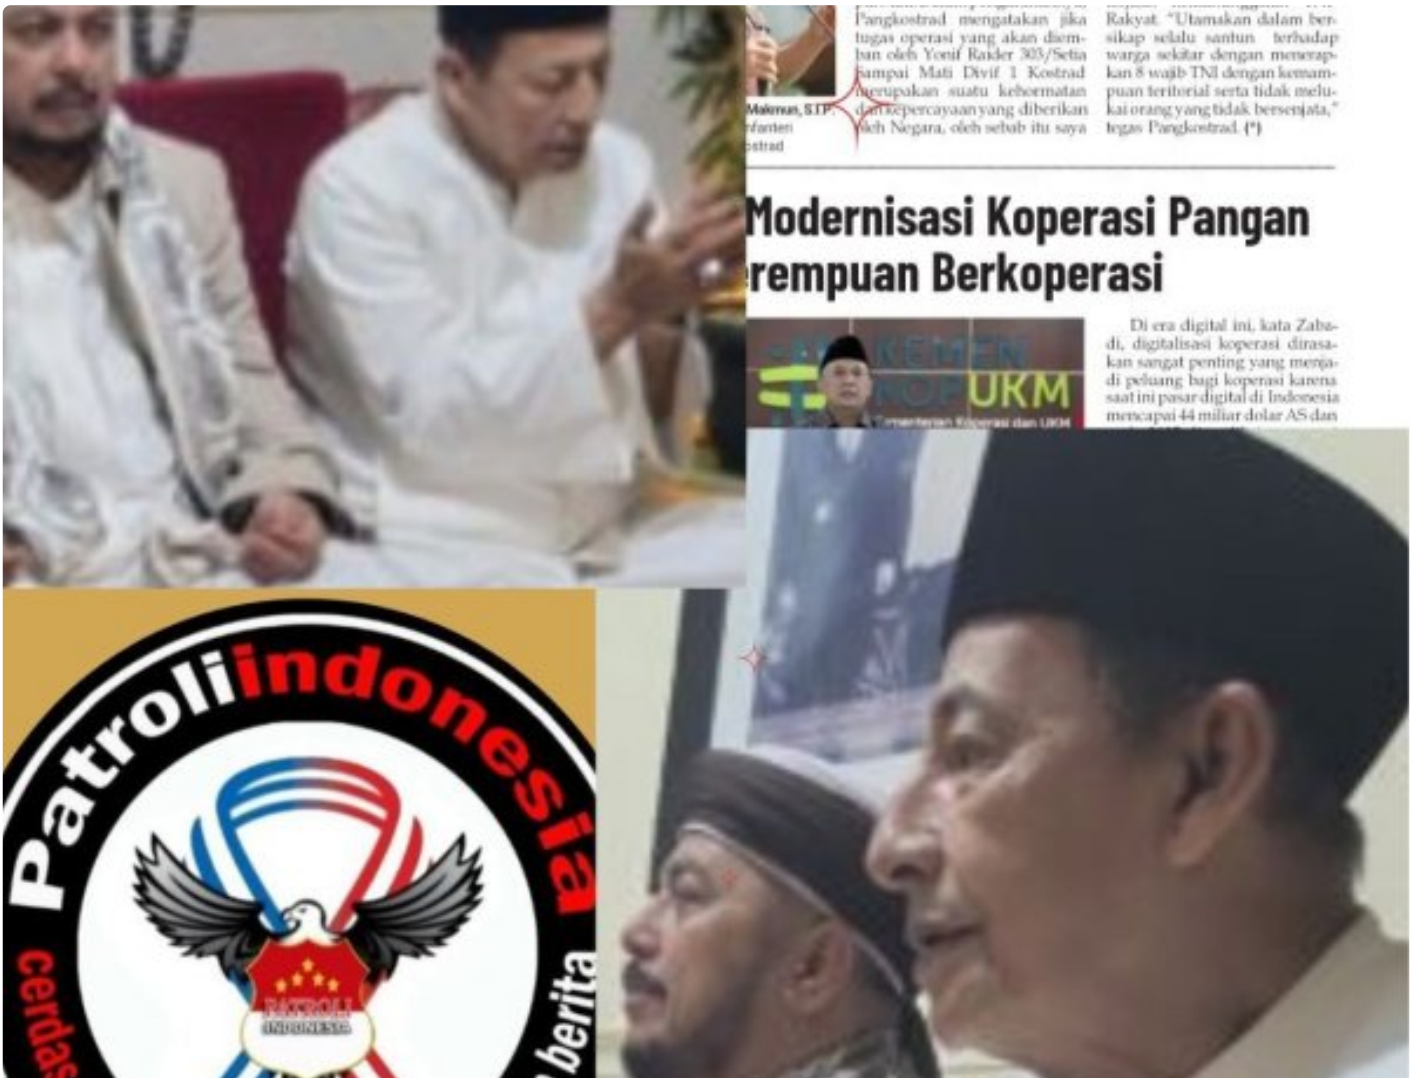 Pangkostrad mengatakan jika
tugas operasi yang akan diem-
ban oleh Yonif Raider 303/Setia
Sampai Mati Divif 1 Kostrad
merupakan suatu kehormatan
dan kepercayaan yang diberikan
oleh Negara, oleh sebab itu saya
Rakyat. "Utamakan dalam ber-
sikap selalu santun terhadap
warga sekitar dengan menerap-
kan 8 wajib TNI dengan kemam-
puan teritorial serta tidak melu-
kai orang yang tidak bersenjata,"
tegas Pangkostrad. (*)
Makmun, S.I.P.
nfanteri
ostrad
Modernisasi Koperasi Pangan
erempuan Berkoperasi
KEMEN
KOPUKM
Kementerian Koperasi dan UKM
Di era digital ini, kata Zaba-
di, digitalisasi koperasi dirasa-
kan sangat penting yang menja-
di peluang bagi koperasi karena
saat ini pasar digital di Indonesia
mencapai 44 miliar dolar AS dan
Patroliindonesia
cerdas
berita
PATROLI
INDONESIA